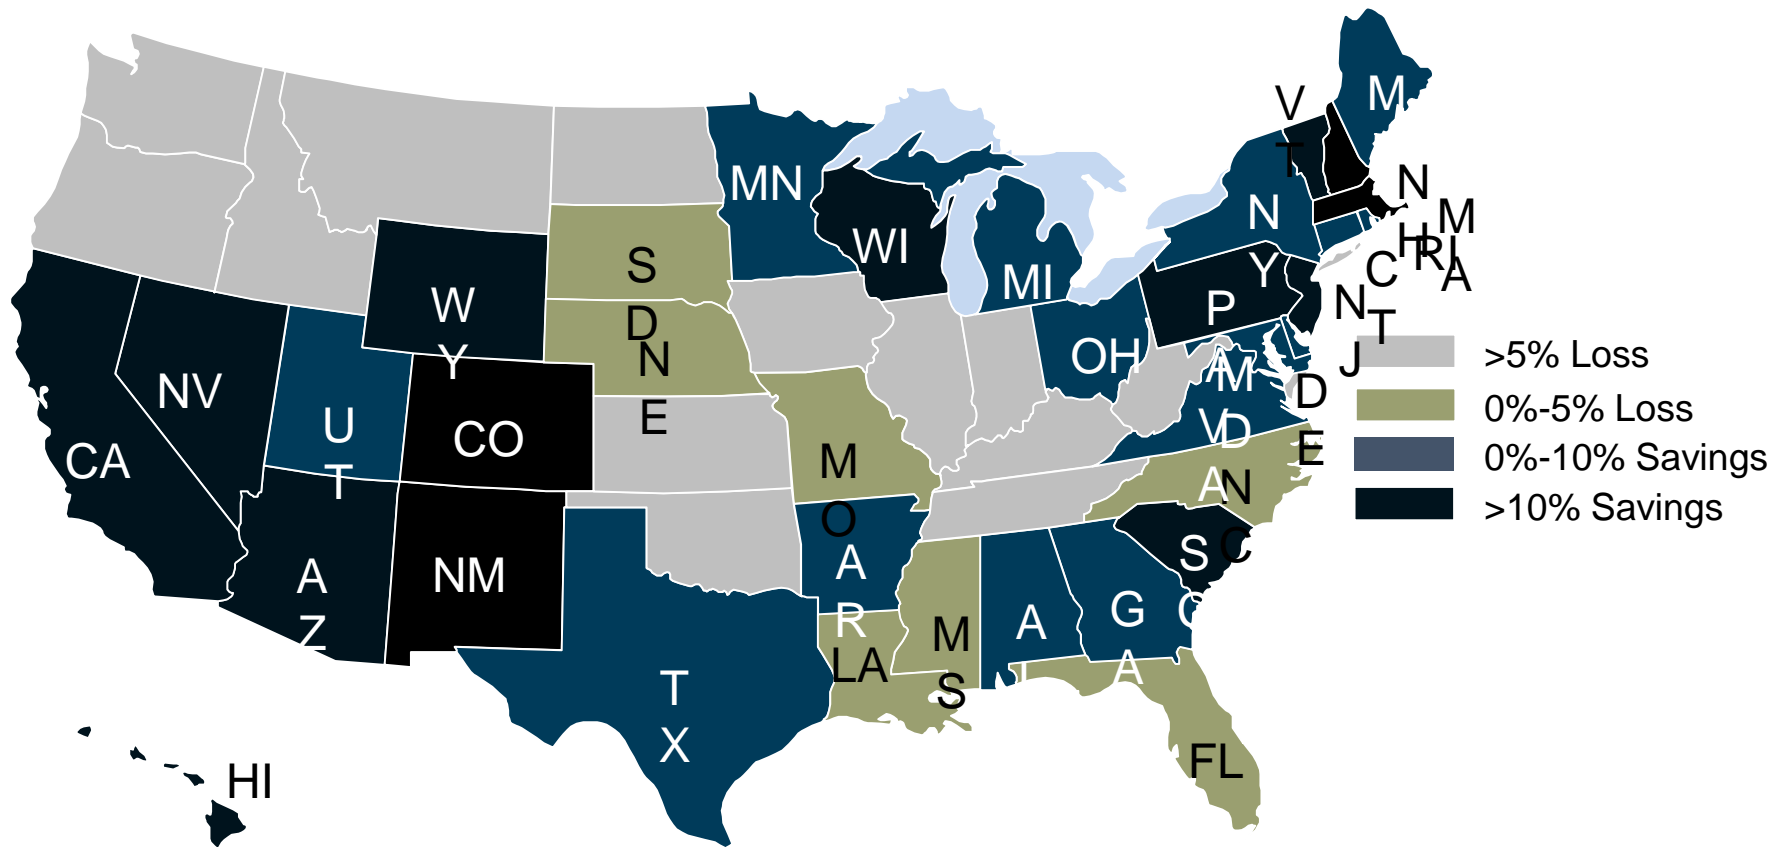 V
T
M
MN
N
Y
N
H
M
A
RI
WI
S
D
MI
C
T
W
Y
P
A
N
J
N
E
OH
M
D
D
E
NV
U
T
CO
V
A
CA
M
O
N
C
A
Z
NM
A
R
S
C
M
S
A
L
G
A
LA
T
X
FL
HI
>5% Loss
0%-5% Loss
0%-10% Savings
>10% Savings